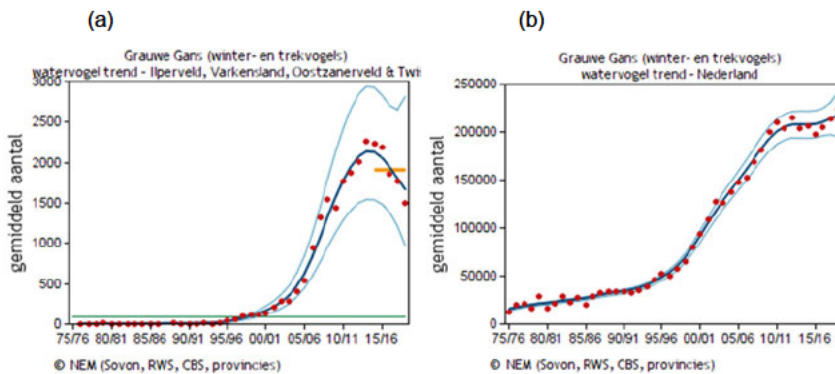 (a)
Grauwe Gans (winter- en trekvogels)
watervogel trend - Ilperveld, Varkensland, Oostzanerveld & Twi
gemiddeld aantal
3000
2500
2000
1500
1000
500
0
75/76 80/81 85/86 90/91 95/96 00/01 05/06 10/11 15/16
© NEM (Sovon, RWS, CBS, provincies)
(b)
Grauwe Gans (winter- en trekvogels)
watervogel trend - Nederland
gemiddeld aantal
250000
200000
150000
100000
50000
0
75/76 80/81 85/86 90/91 95/96 00/01 05/06 10/11 15/16
© NEM (Sovon, RWS, CBS, provincies)